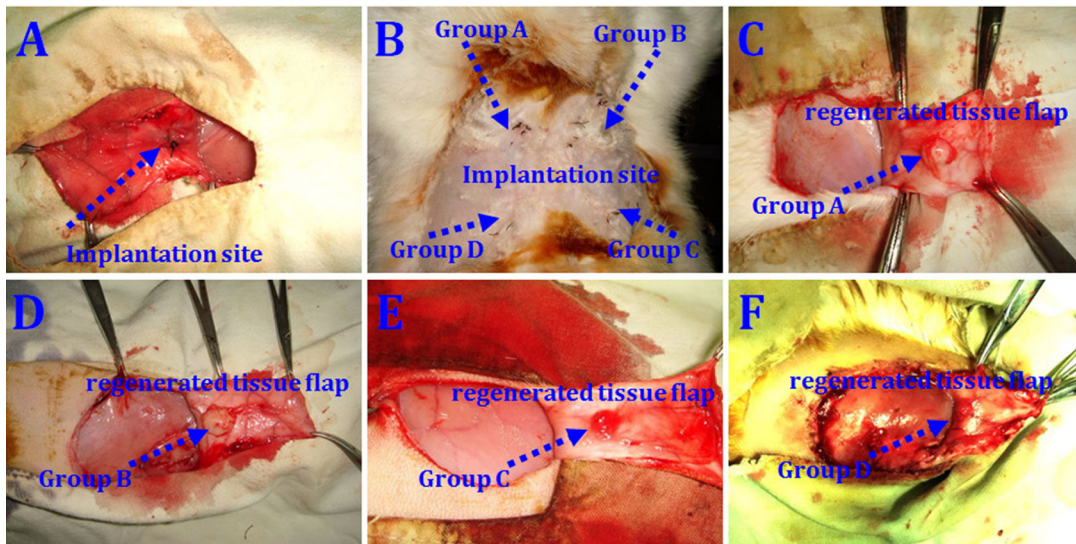 A
Implantation site
B
Group A
Group B
Implantation site
Group D
Group C
C
regenerated tissue flap
Group A
D
regenerated tissue flap
Group B
E
regenerated tissue flap
Group C
F
regenerated tissue flap
Group D